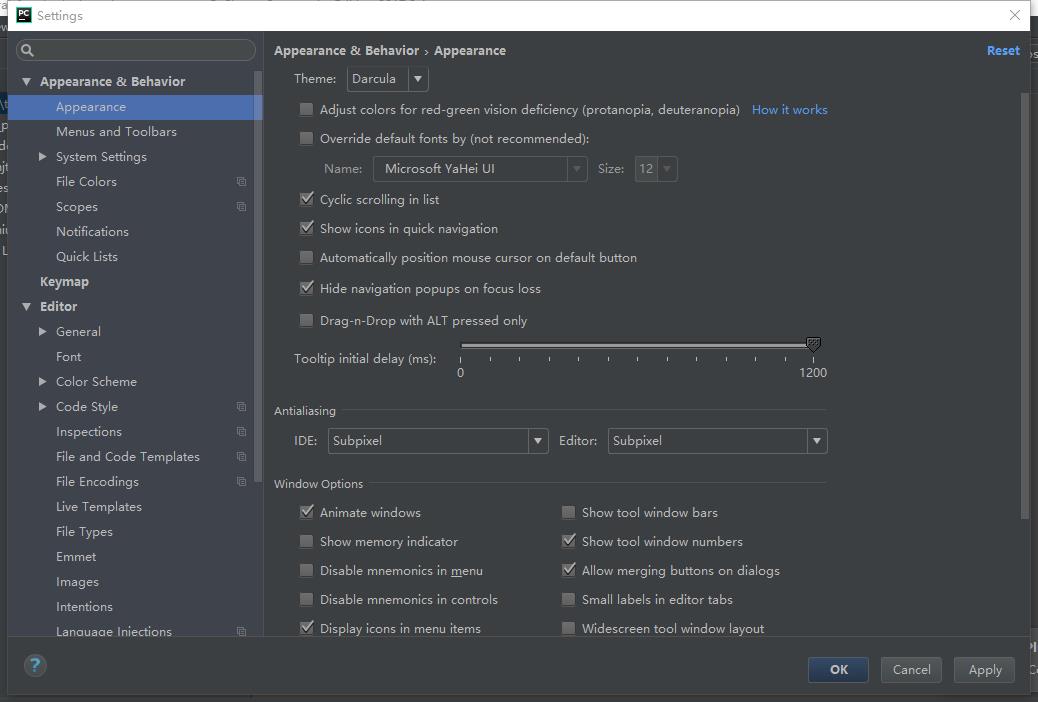 PC Settings
Appearance & Behavior
Appearance
Menus and Toolbars
System Settings
File Colors
Scopes
Notifications
Quick Lists
Keymap
Editor
General
Font
Color Scheme
Code Style
Inspections
File and Code Templates
File Encodings
Live Templates
File Types
Emmet
Images
Intentions
Language Injections
Appearance & Behavior › Appearance Reset
Theme: Darcula
Adjust colors for red-green vision deficiency (protanopia, deuteranopia) How it works
Override default fonts by (not recommended):
Name: Microsoft YaHei UI Size: 12
Cyclic scrolling in list
Show icons in quick navigation
Automatically position mouse cursor on default button
Hide navigation popups on focus loss
Drag-n-Drop with ALT pressed only
Tooltip initial delay (ms):
0 1200
Antialiasing
IDE: Subpixel Editor: Subpixel
Window Options
Animate windows Show tool window bars
Show memory indicator Show tool window numbers
Disable mnemonics in menu Allow merging buttons on dialogs
Disable mnemonics in controls Small labels in editor tabs
Display icons in menu items Widescreen tool window layout
? OK Cancel Apply